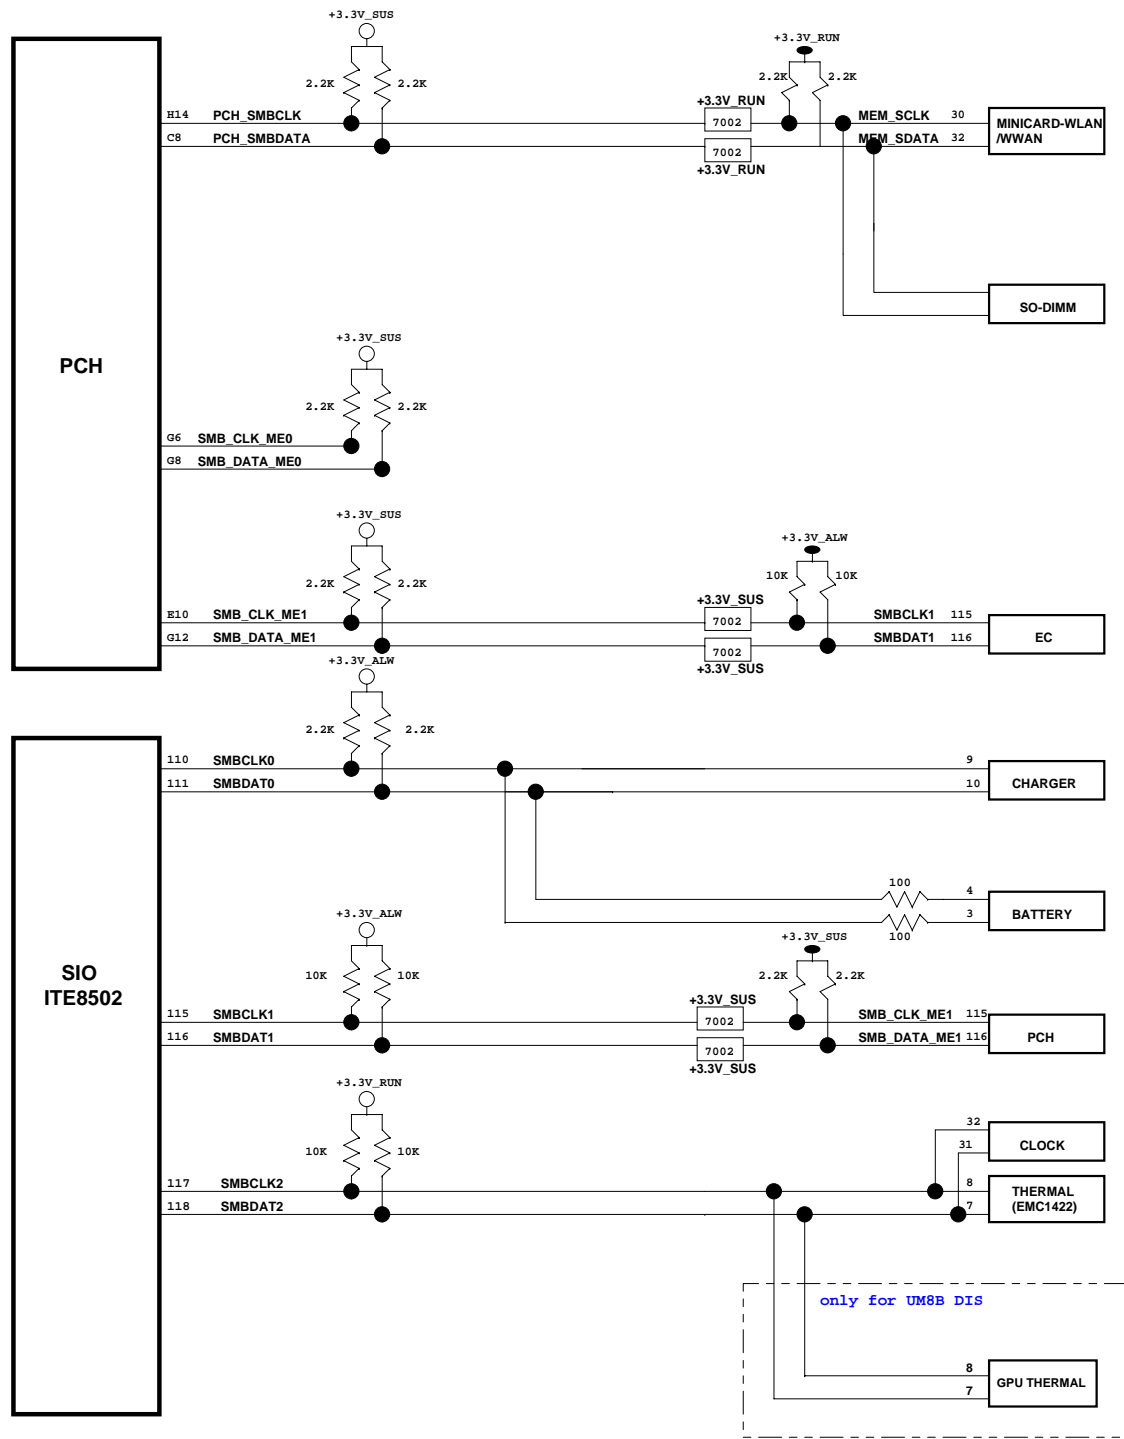 +3.3V_SUS
+3.3V_RUN
2.2K 2.2K
2.2K 2.2K
+3.3V_RUN
H14 PCH_SMBCLK 7002 MEM_SCLK 30 MINICARD-WLAN
C8 PCH_SMBDATA 7002 MEM_SDATA 32 /WWAN
+3.3V_RUN
SO-DIMM
+3.3V_SUS
PCH
2.2K 2.2K
G6 SMB_CLK_ME0
G8 SMB_DATA_ME0
+3.3V_SUS
+3.3V_ALW
2.2K 2.2K
10K 10K
+3.3V_SUS
E10 SMB_CLK_ME1 7002 SMBCLK1 115
G12 SMB_DATA_ME1 7002 SMBDAT1 116 EC
+3.3V_SUS
+3.3V_ALW
2.2K 2.2K
110 SMBCLK0 9
111 SMBDAT0 10 CHARGER
100 4
BATTERY
3
100
+3.3V_ALW
+3.3V_SUS
SIO
ITE8502
10K 10K
2.2K 2.2K
+3.3V_SUS
115 SMBCLK1 7002 SMB_CLK_ME1 115
116 SMBDAT1 7002 SMB_DATA_ME1 116 PCH
+3.3V_SUS
+3.3V_RUN
10K 10K
32
31 CLOCK
117 SMBCLK2 8 THERMAL
118 SMBDAT2 7 (EMC1422)
only for UM8B DIS
8
7 GPU THERMAL